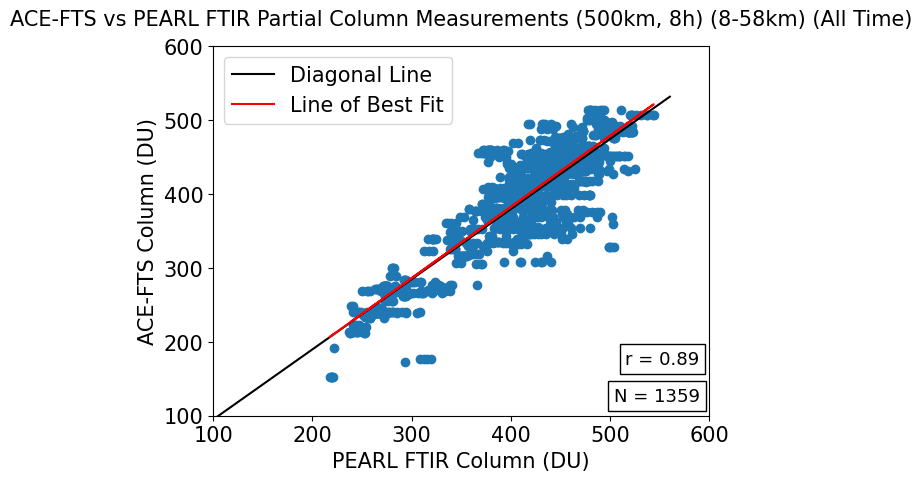 ACE-FTS vs PEARL FTIR Partial Column Measurements (500km, 8h) (8-58km) (All Time)
600
500
400
300
200
100
ACE-FTS Column (DU)
Diagonal Line
Line of Best Fit
r = 0.89
N = 1359
100 200 300 400 500 600
PEARL FTIR Column (DU)